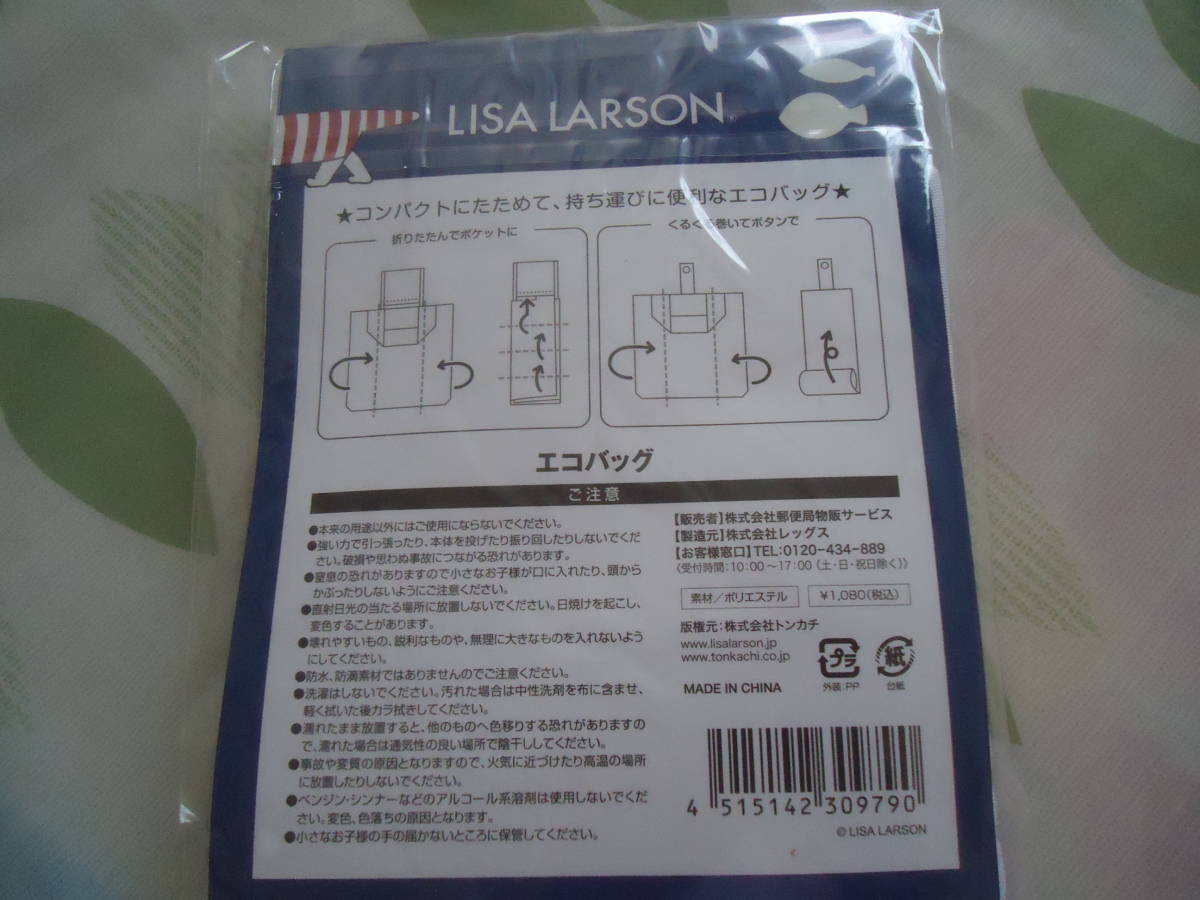 LISA LARSON
★コンパクトにたためて、持ち運びに便利なエコバッグ★
折りたたんでポケットに
くるくる巻いてボタンで
エコバッグ
ご注意
●本来の用途以外にはご使用にならないでください。
●強い力で引っ張ったり、本体を投げたり振り回したりしないでくだ
さい。破損や思わぬ事故につながる恐れがあります。
●窒息の恐れがありますので小さなお子様が口に入れたり、頭から
かぶったりしないようにご注意ください。
●直射日光の当たる場所に放置しないでください。日焼けを起こし、
変色することがあります。
●壊れやすいもの、鋭利なものや、無理に大きなものを入れないよう
にしてください。
●防水、防滴素材ではありませんのでご注意ください。
●洗濯はしないでください。汚れた場合は中性洗剤を布に含ませ、
軽く拭いた後カラ拭きしてください。
●濡れたまま放置すると、他のものへ色移りする恐れがありますの
で、濡れた場合は通気性の良い場所で陰干ししてください。
●事故や変質の原因となりますので、火気に近づけたり高温の場所
に放置したりしないでください。
●ベンジン・シンナーなどのアルコール系溶剤は使用しないでくだ
さい。変色、色落ちの原因となります。
●小さなお子様の手の届かないところに保管してください。
【販売者】株式会社郵便局物販サービス
【製造元】株式会社レッグス
【お客様窓口】TEL:0120-434-889
(受付時間:10:00~17:00(土・日・祝日除く))
素材/ポリエステル
¥1,080(税込)
版権元:株式会社トンカチ
www.lisalarson.jp
www.tonkachi.co.jp
プラ
紙
外装:PP
台紙
MADE IN CHINA
4 515142 309790
© LISA LARSON